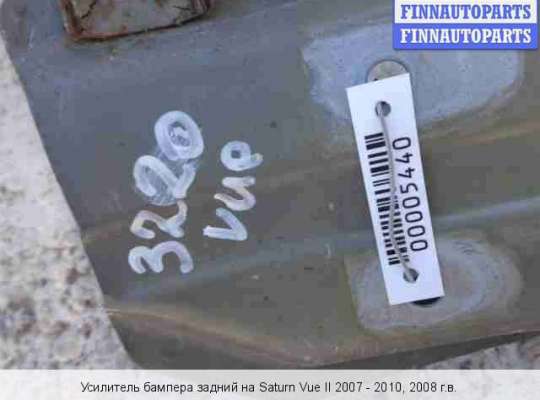 FINNAUTOPARTS
FINNAUTOPARTS
3220
vue
00005440
Усилитель бампера задний на Saturn Vue II 2007 - 2010, 2008 г.в.